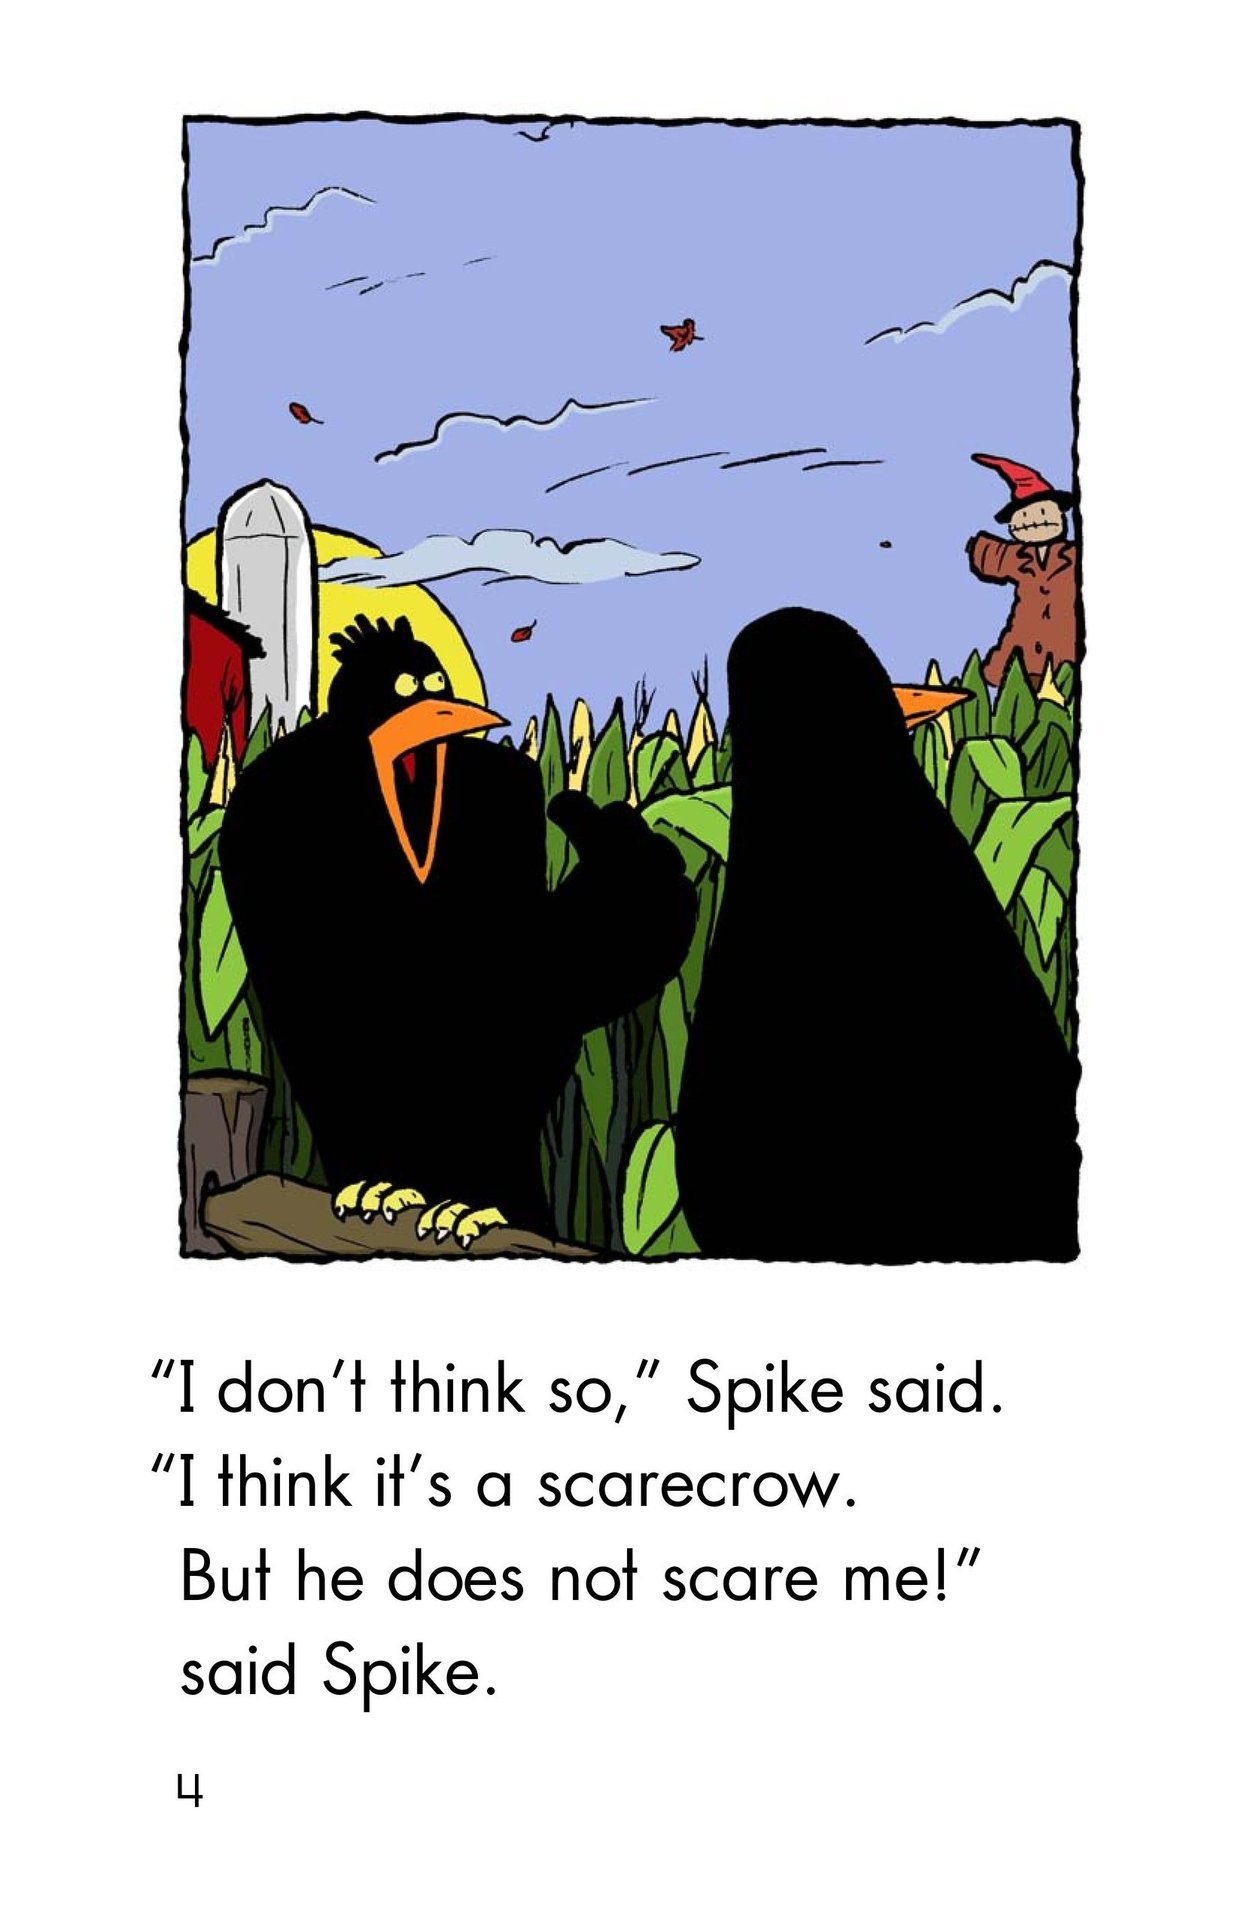 “I don’t think so,” Spike said.
“I think it’s a scarecrow.
But he does not scare me!”
said Spike.
4